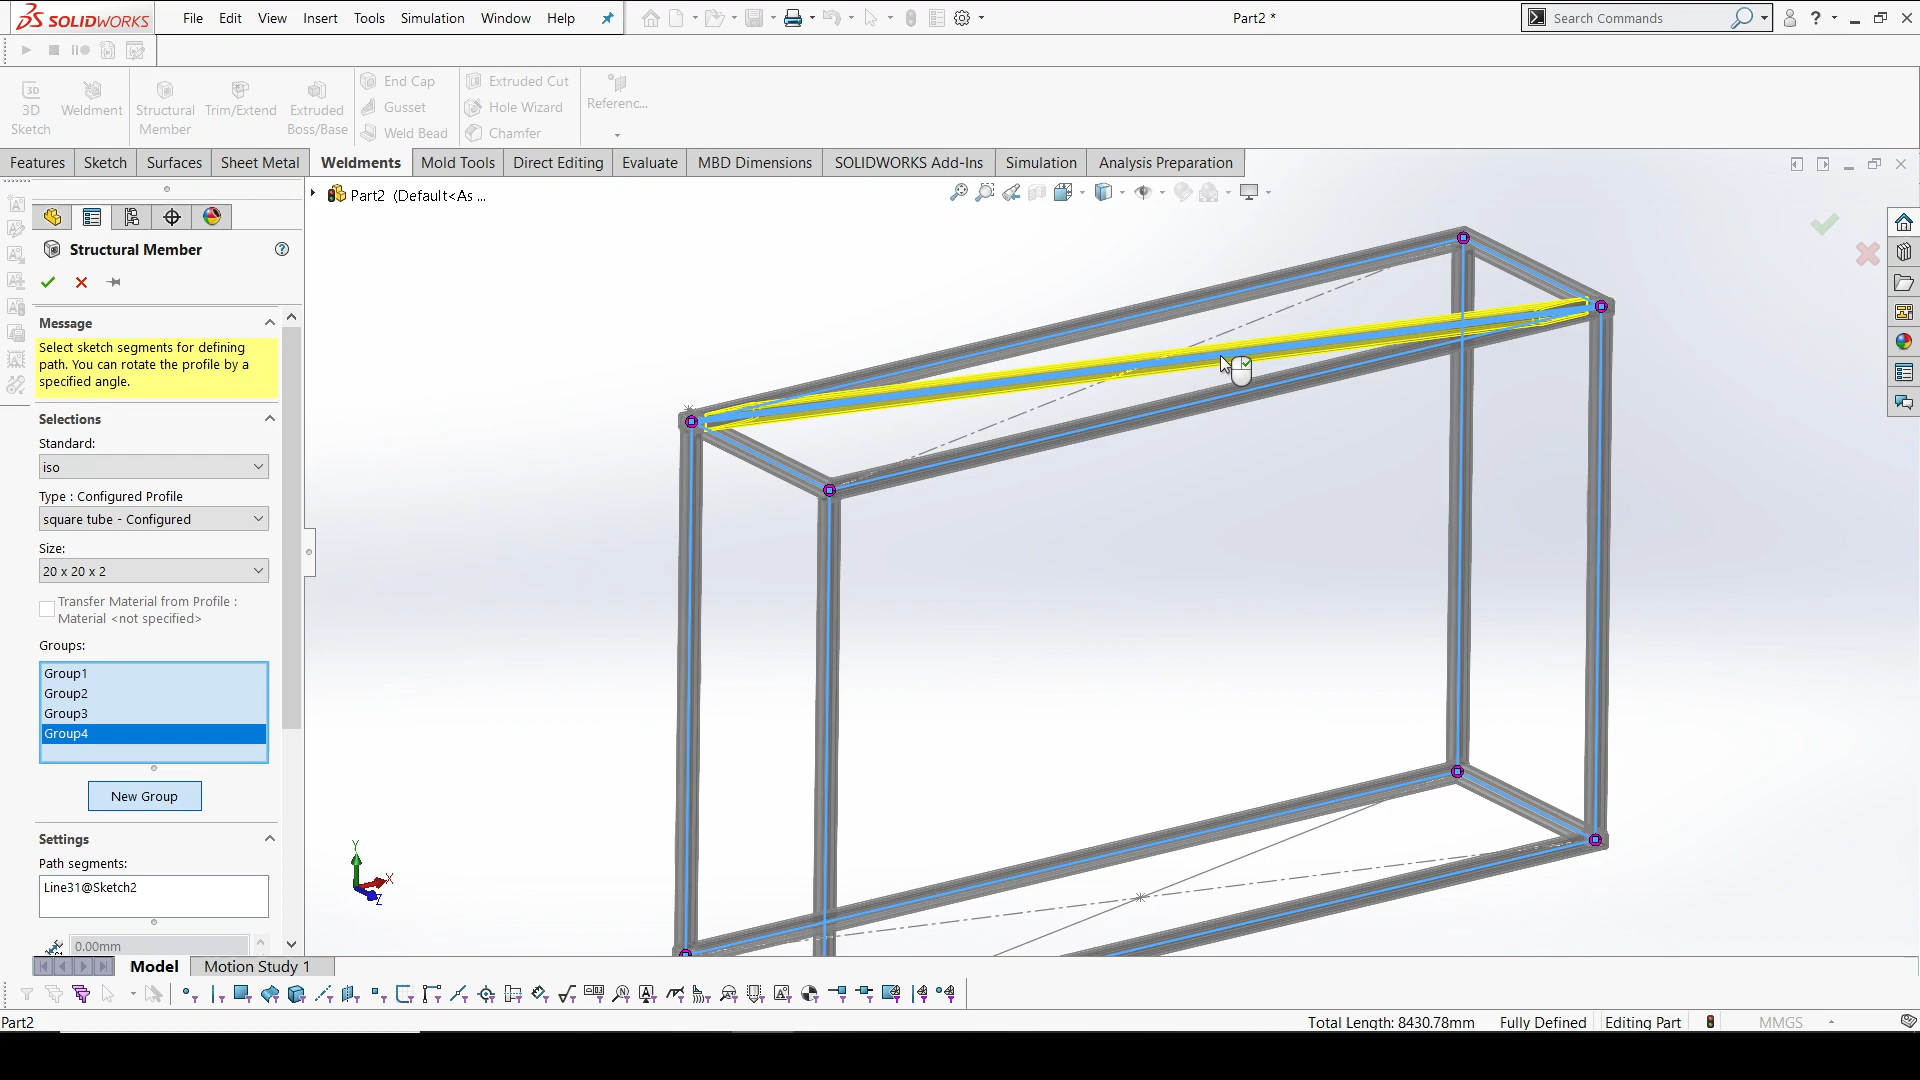 SOLIDWORKS
File Edit View Insert Tools Simulation Window Help
Part2 *
Search Commands
3D Sketch
Weldment
Structural Member
Trim/Extend
Extruded Boss/Base
End Cap
Gusset
Weld Bead
Extruded Cut
Hole Wizard
Chamfer
Referenc...
Features Sketch Surfaces Sheet Metal Weldments Mold Tools Direct Editing Evaluate MBD Dimensions SOLIDWORKS Add-Ins Simulation Analysis Preparation
Part2 (Default<As ...
Structural Member
Message
Select sketch segments for defining
path. You can rotate the profile by a
specified angle.
Selections
Standard:
iso
Type : Configured Profile
square tube - Configured
Size:
20 x 20 x 2
Transfer Material from Profile :
Material <not specified>
Groups:
Group1
Group2
Group3
Group4
New Group
Settings
Path segments:
Line31@Sketch2
0.00mm
Y
X
Z
Model Motion Study 1
Part2
Total Length: 8430.78mm Fully Defined Editing Part MMGS